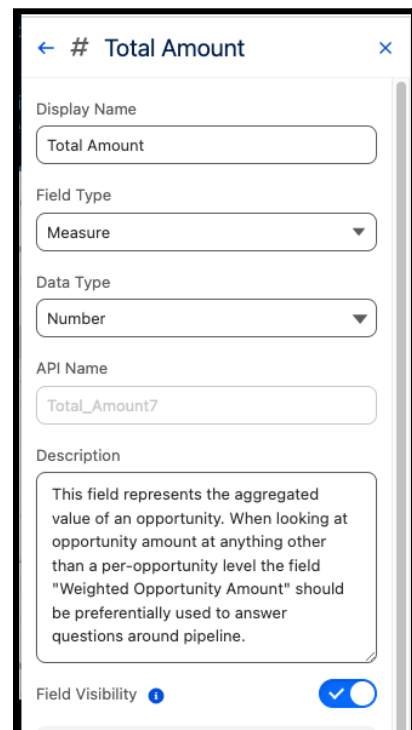 # Total Amount
Display Name
Total Amount
Field Type
Measure
Data Type
Number
API Name
Total_Amount7
Description
This field represents the aggregated
value of an opportunity. When looking at
opportunity amount at anything other
than a per-opportunity level the field
"Weighted Opportunity Amount" should
be preferentially used to answer
questions around pipeline.
Field Visibility